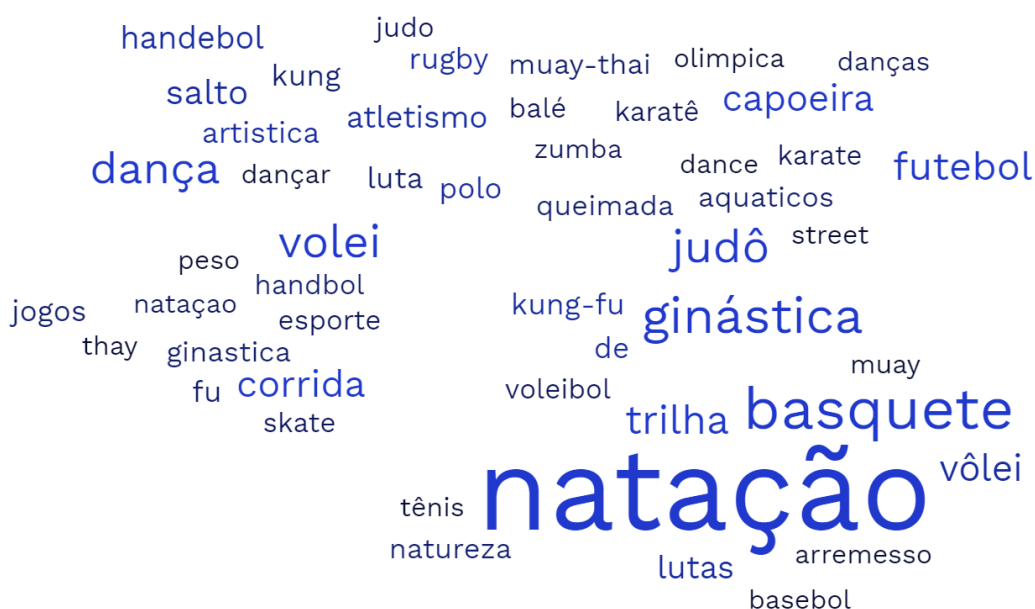 judo
handebol
rugby
olimpica
danças
muay-thai
kung
salto
capoeira
balé
karatê
atletismo
artistica
zumba
karate
dance
futebol
dança
dançar
luta
polo
aquaticos
queimada
street
volei
judô
peso
handbol
nataçao
kung-fu
jogos
esporte
ginástica
thay
ginastica
de
muay
fu
corrida
voleibol
skate
trilha
basquete
vôlei
natação
tênis
natureza
arremesso
lutas
basebol